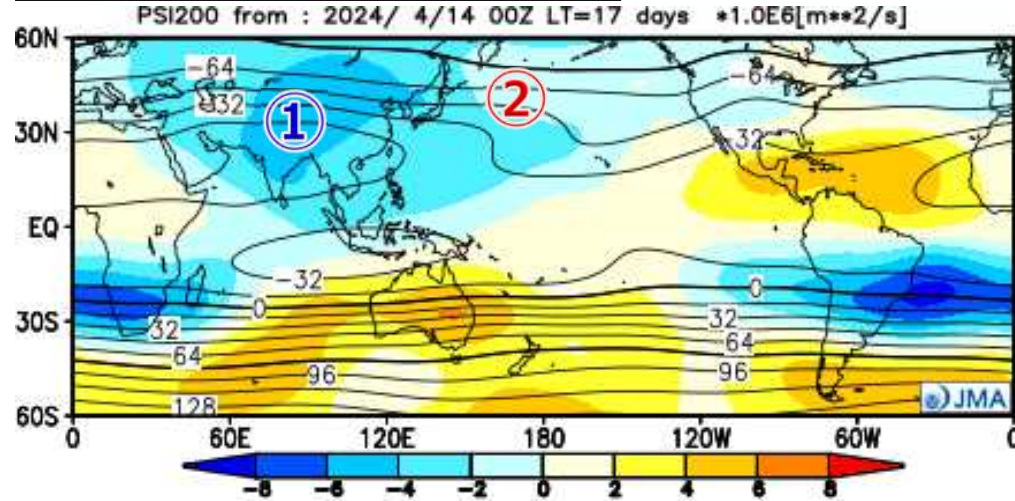 PSI200 from : 2024/ 4/14 00Z LT=17 days *1.0E6[m**2/s]
60N
30N
EQ
30S
60S
-64
-32
①
②
-64
-32
-32
0
32
64
96
128
0
32
64
96
JMA
0 60E 120E 180 120W 60W 0
-8 -6 -4 -2 0 2 4 6 8